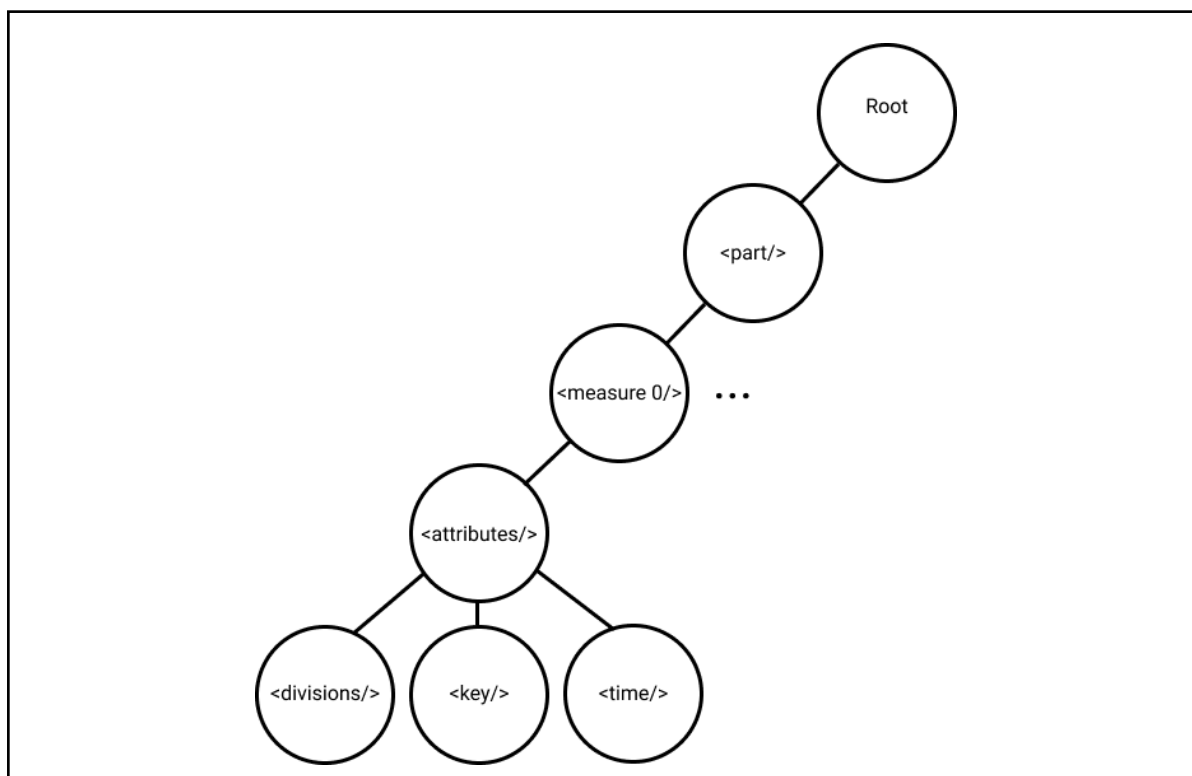 Root
<part/>
<measure 0/>
...
<attributes/>
<divisions/>
<key/>
<time/>